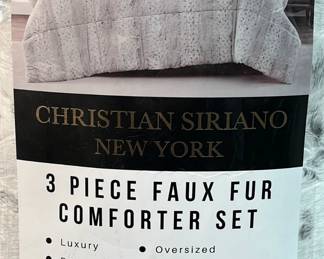 CHRISTIAN SIRIANO
NEW YORK
3 PIECE FAUX FUR
COMFORTER SET
• Luxury • Oversized